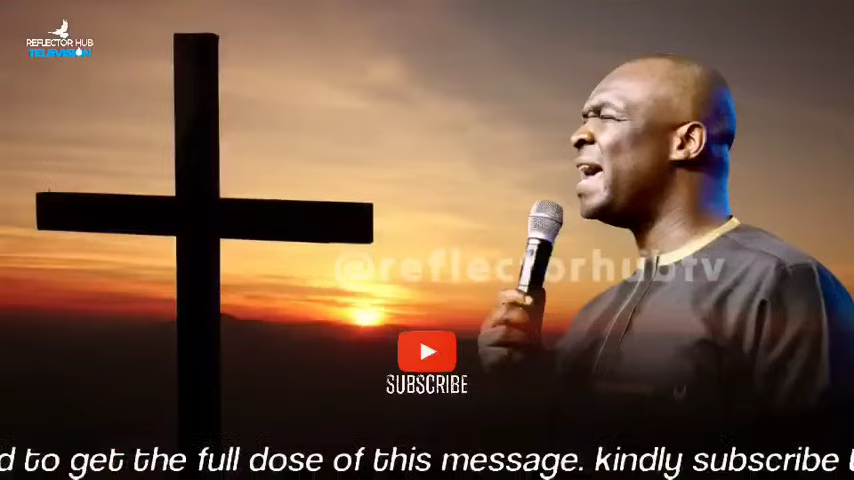 REFLECTOR HUB
TELEVISION
@reflectorhubtv
SUBSCRIBE
to get the full dose of this message. kindly subscribe